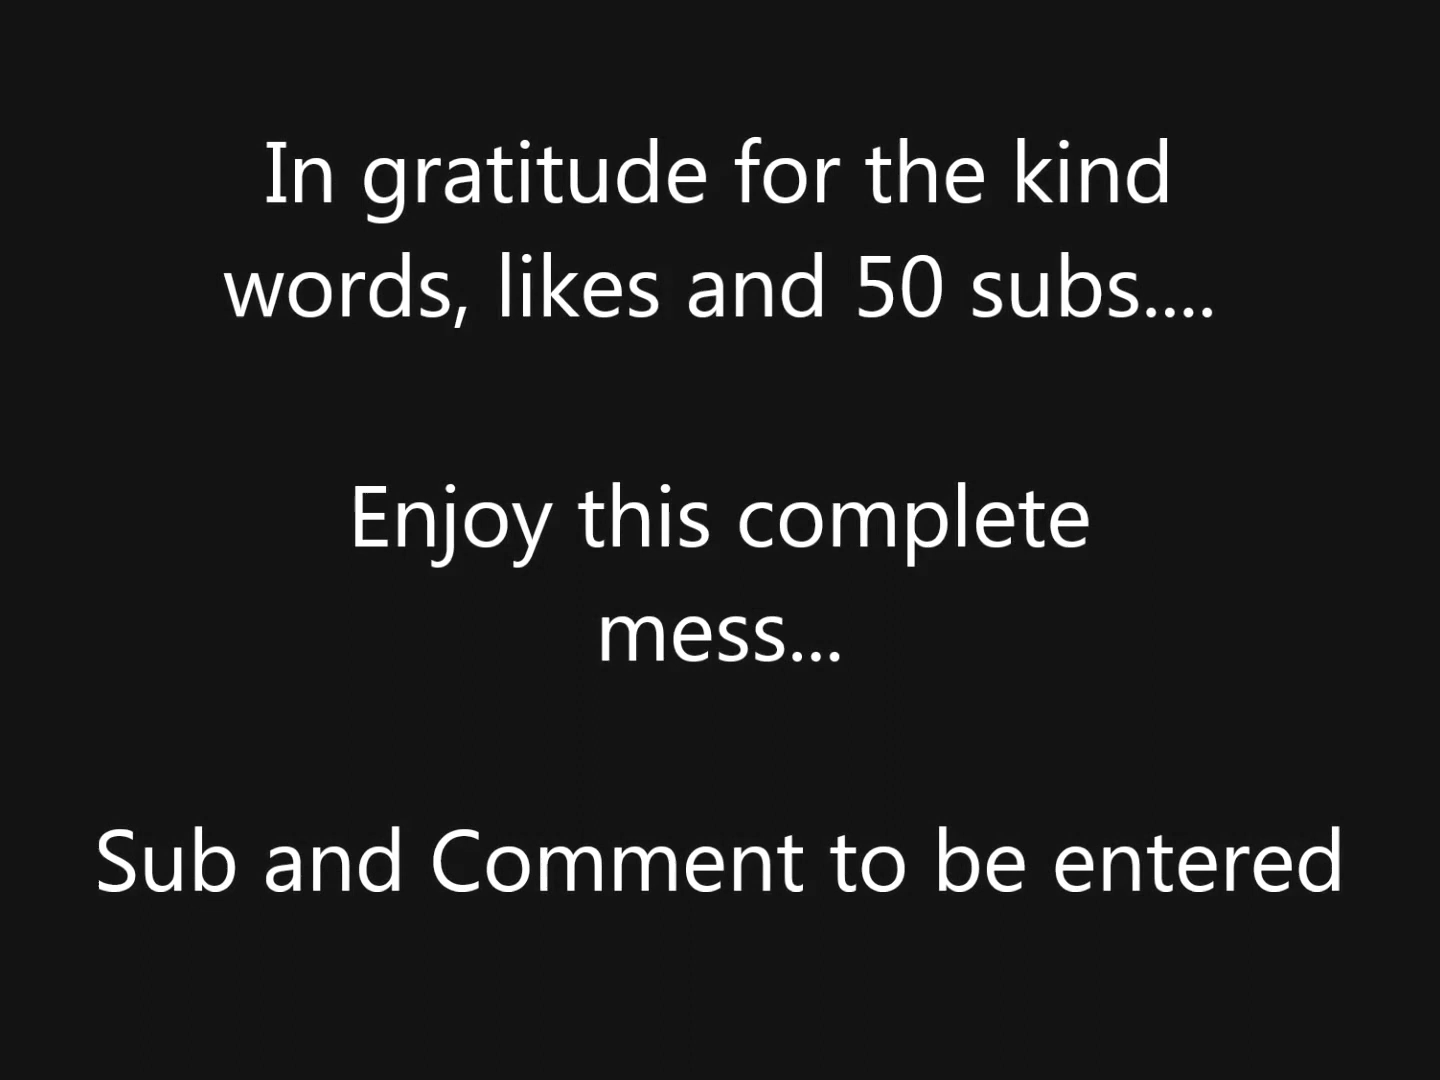 In gratitude for the kind
words, likes and 50 subs....
Enjoy this complete
mess...
Sub and Comment to be entered